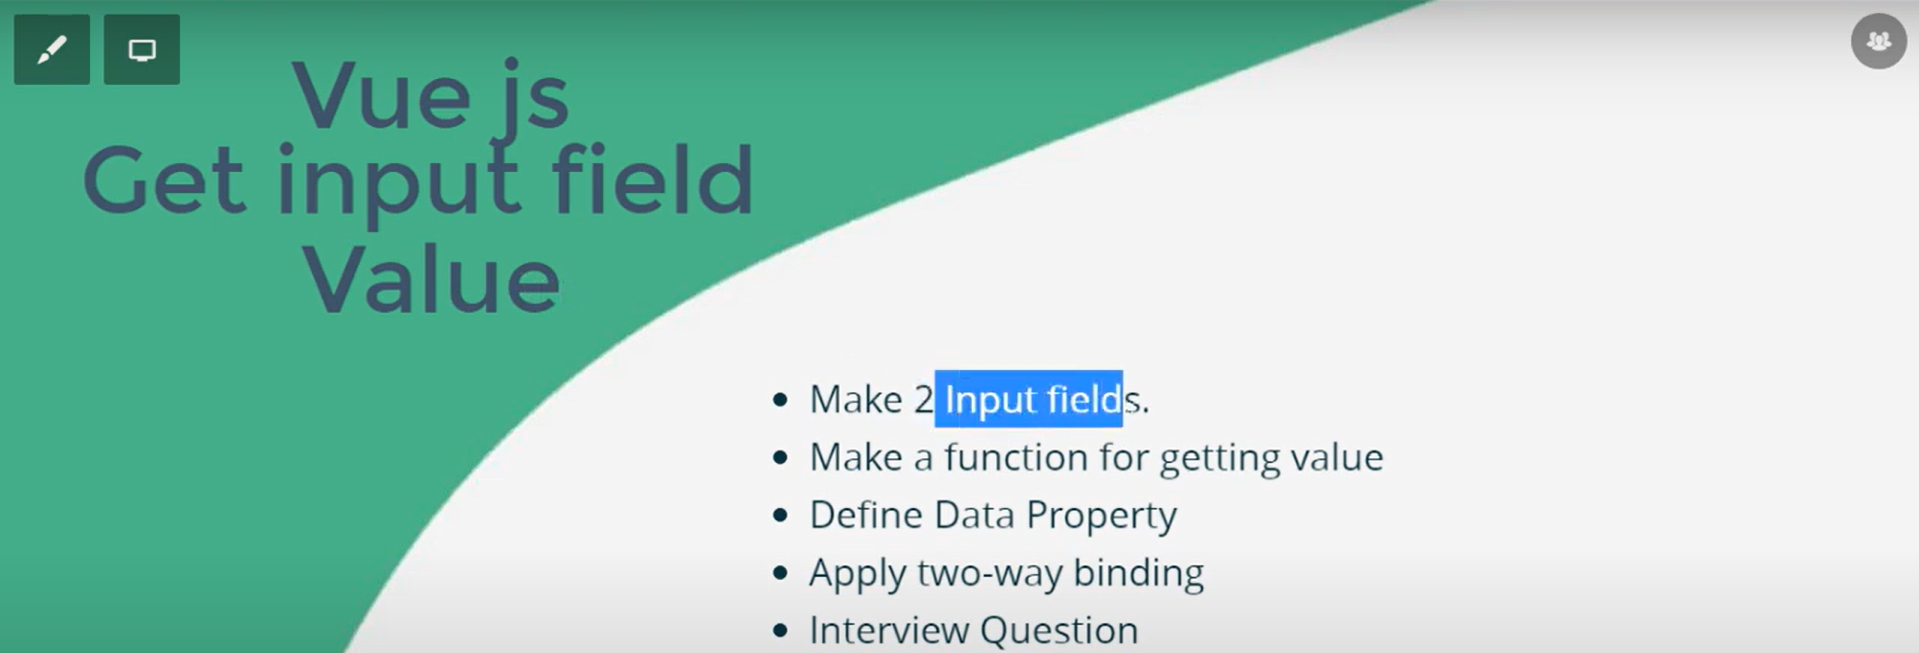 Vue js
Get input field
Value
• Make 2 Input fields.
• Make a function for getting value
• Define Data Property
• Apply two-way binding
• Interview Question